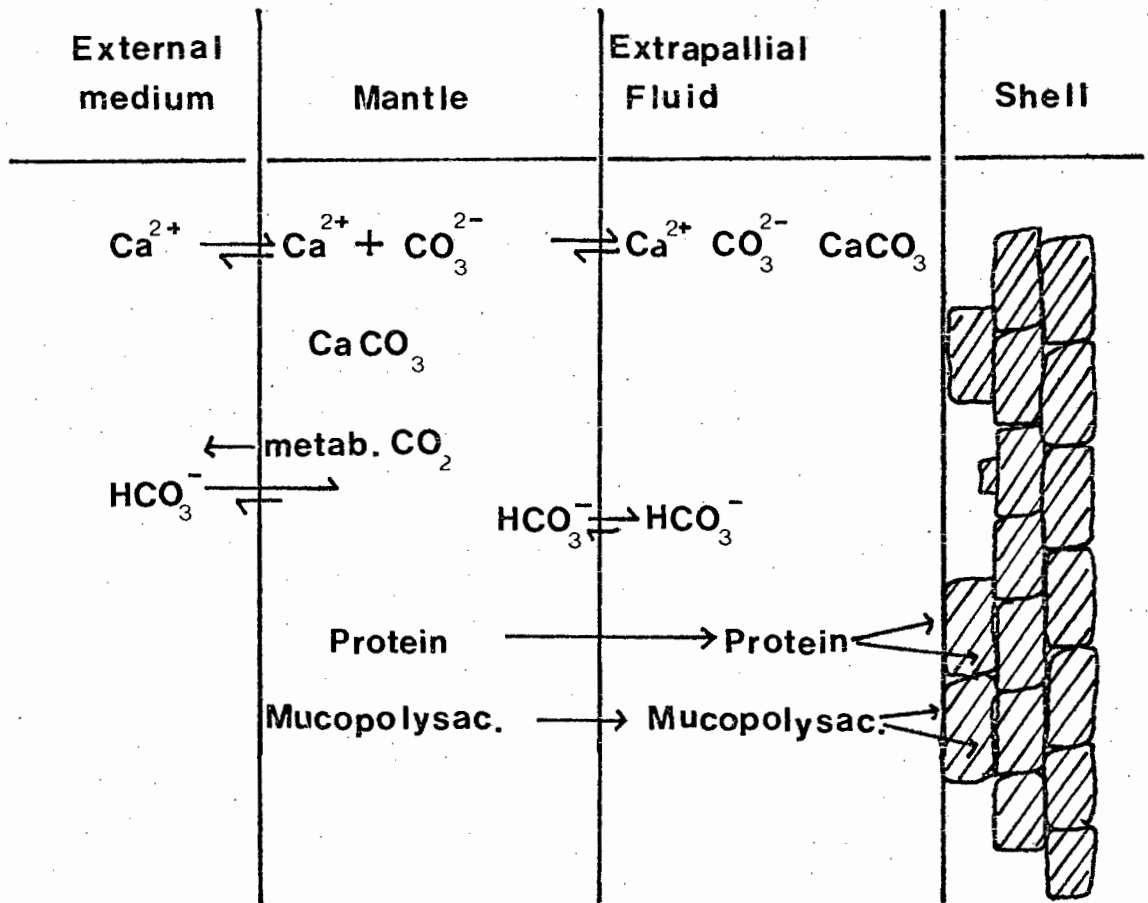 External medium
Mantle
Extrapallial Fluid
Shell
Ca²⁺ ⇌ Ca²⁺ + CO₃²⁻ ⇌ Ca²⁺ CO₃²⁻ CaCO₃
CaCO₃
← metab. CO₂
HCO₃⁻ ⇌
HCO₃⁻ ⇌ HCO₃⁻
Protein → Protein
Mucopolysac. → Mucopolysac.